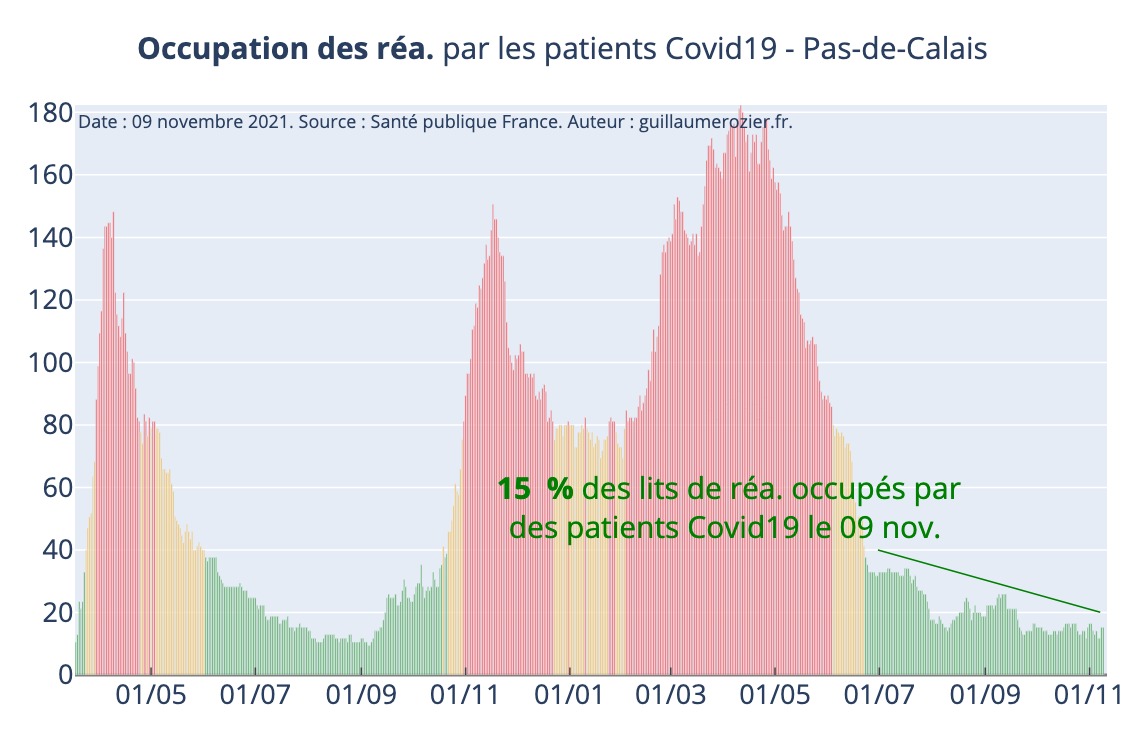 Occupation des réa. par les patients Covid19 - Pas-de-Calais
180
Date : 09 novembre 2021. Source : Santé publique France. Auteur : guillaumerozier.fr.
160
140
120
100
80
60
15 % des lits de réa. occupés par
des patients Covid19 le 09 nov.
40
20
0
01/05 01/07 01/09 01/11 01/01 01/03 01/05 01/07 01/09 01/11